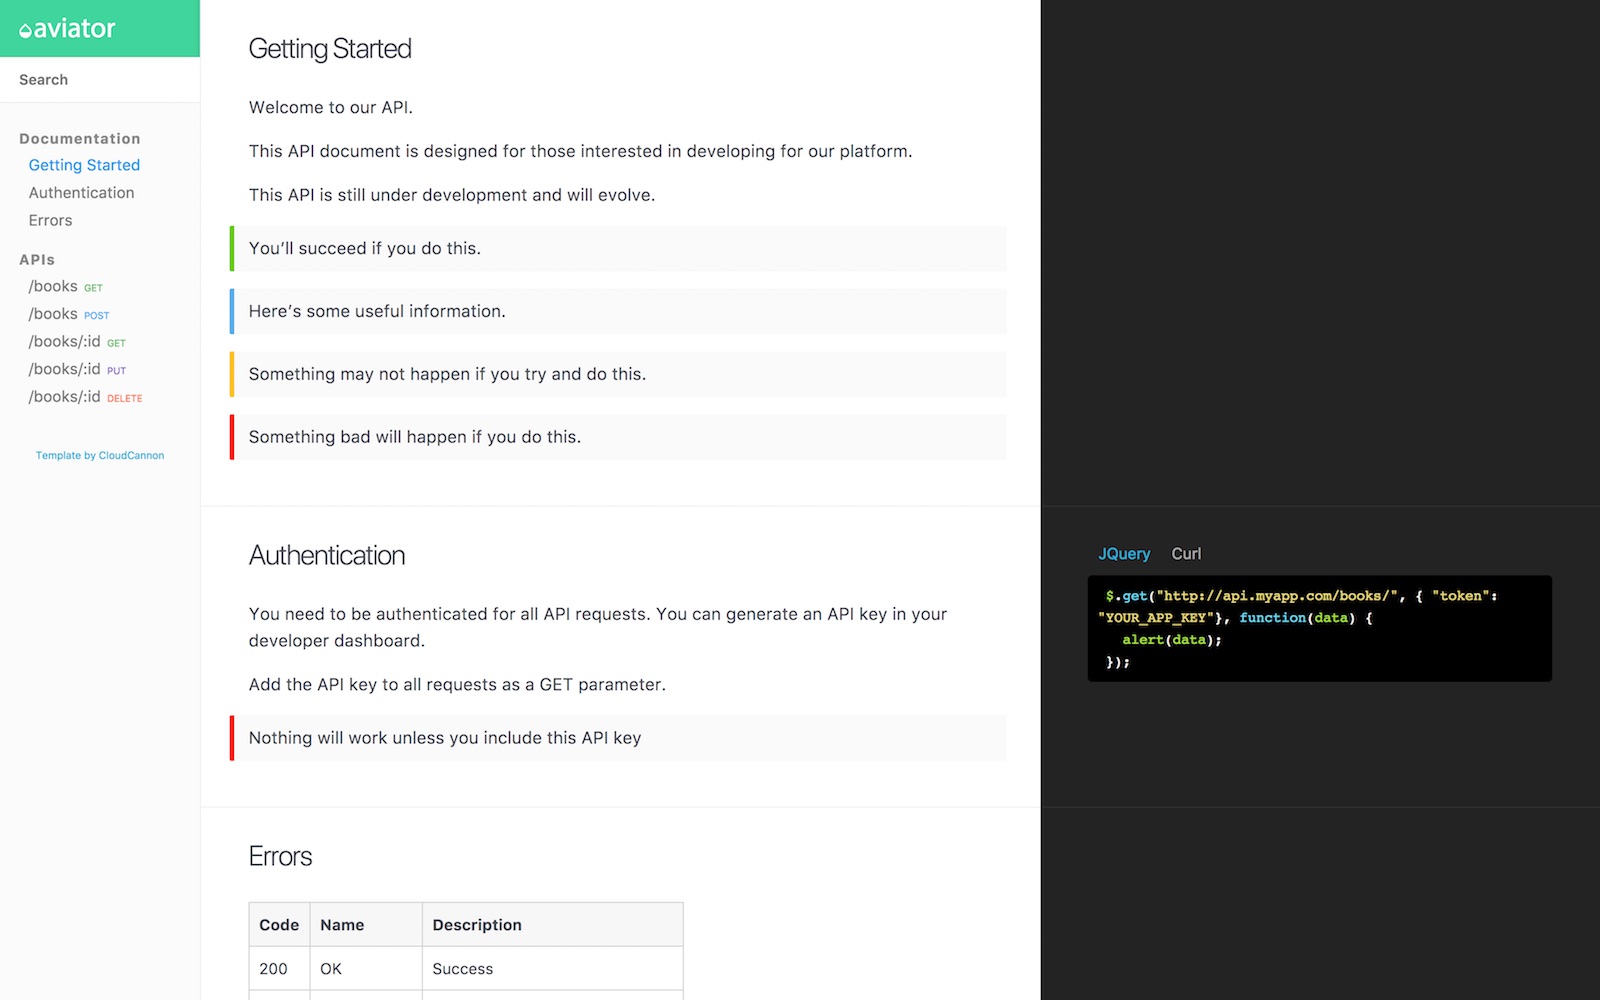 aviator
Search
Documentation
Getting Started
Authentication
Errors
APIs
/books GET
/books POST
/books/:id GET
/books/:id PUT
/books/:id DELETE
Template by CloudCannon
Getting Started
Welcome to our API.
This API document is designed for those interested in developing for our platform.
This API is still under development and will evolve.
You’ll succeed if you do this.
Here’s some useful information.
Something may not happen if you try and do this.
Something bad will happen if you do this.
Authentication
You need to be authenticated for all API requests. You can generate an API key in your
developer dashboard.
Add the API key to all requests as a GET parameter.
Nothing will work unless you include this API key
JQuery Curl
$.get("http://api.myapp.com/books/", { "token":
"YOUR_APP_KEY"}, function(data) {
alert(data);
});
Errors
Code Name Description
200 OK Success